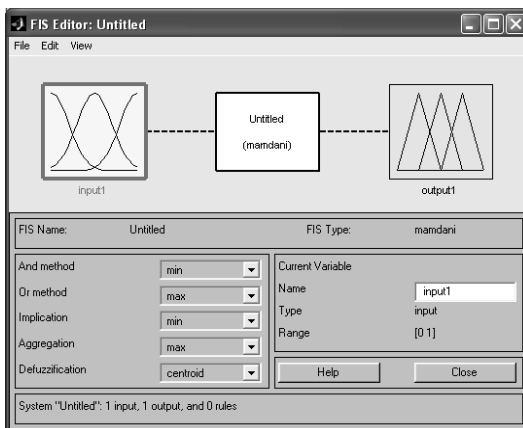 FIS Editor: Untitled
File Edit View
Untitled
(mamdani)
input1
output1
FIS Name: Untitled FIS Type: mamdani
And method min
Or method max
Implication min
Aggregation max
Defuzzification centroid
Current Variable
Name input1
Type input
Range [0 1]
Help Close
System "Untitled": 1 input, 1 output, and 0 rules